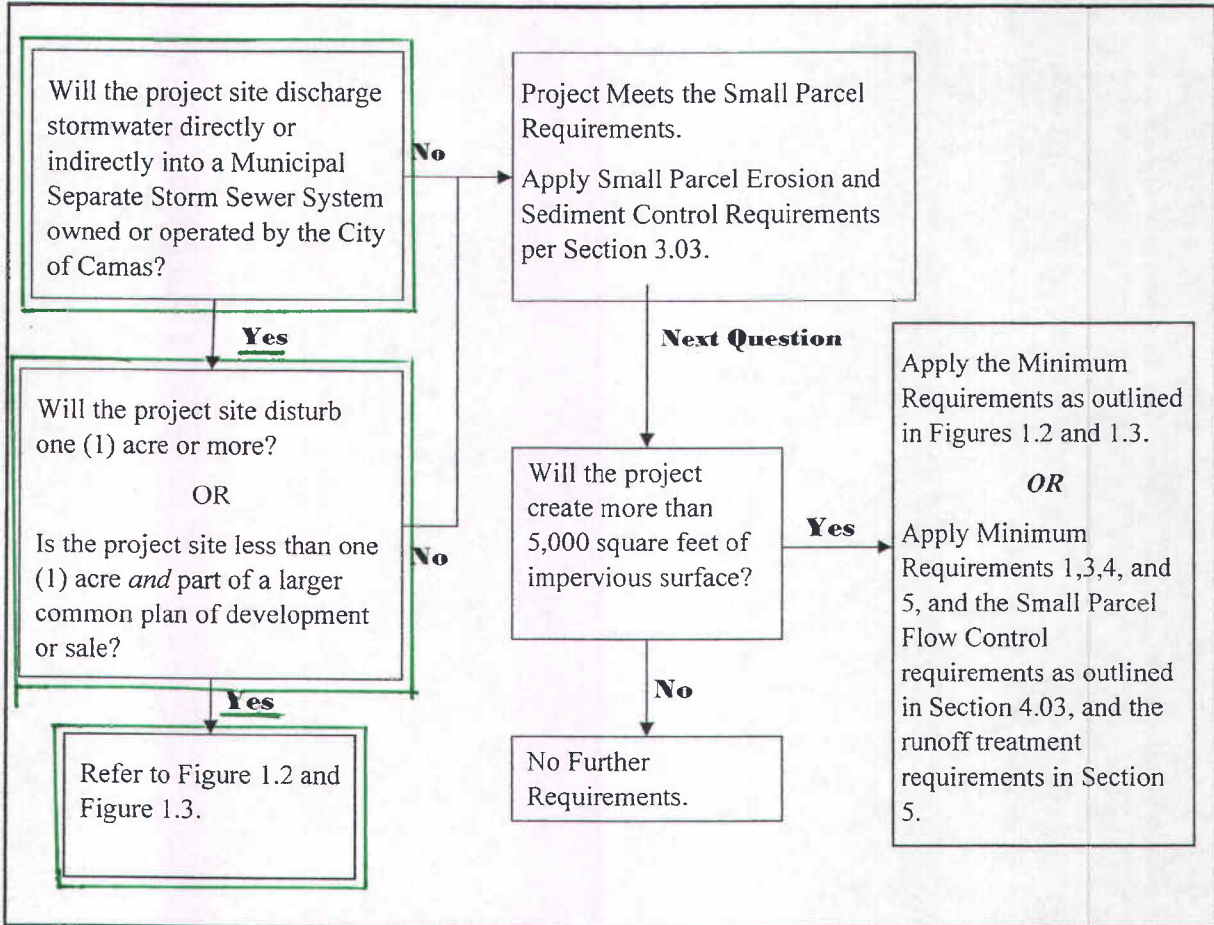 Will the project site discharge
stormwater directly or
indirectly into a Municipal
Separate Storm Sewer System
owned or operated by the City
of Camas?
No
Project Meets the Small Parcel
Requirements.
Apply Small Parcel Erosion and
Sediment Control Requirements
per Section 3.03.
Yes
Next Question
Will the project site disturb
one (1) acre or more?
OR
Is the project site less than one
(1) acre and part of a larger
common plan of development
or sale?
No
Will the project
create more than
5,000 square feet of
impervious surface?
Yes
Apply the Minimum
Requirements as outlined
in Figures 1.2 and 1.3.
OR
Apply Minimum
Requirements 1,3,4, and
5, and the Small Parcel
Flow Control
requirements as outlined
in Section 4.03, and the
runoff treatment
requirements in Section
5.
Yes
No
Refer to Figure 1.2 and
Figure 1.3.
No Further
Requirements.